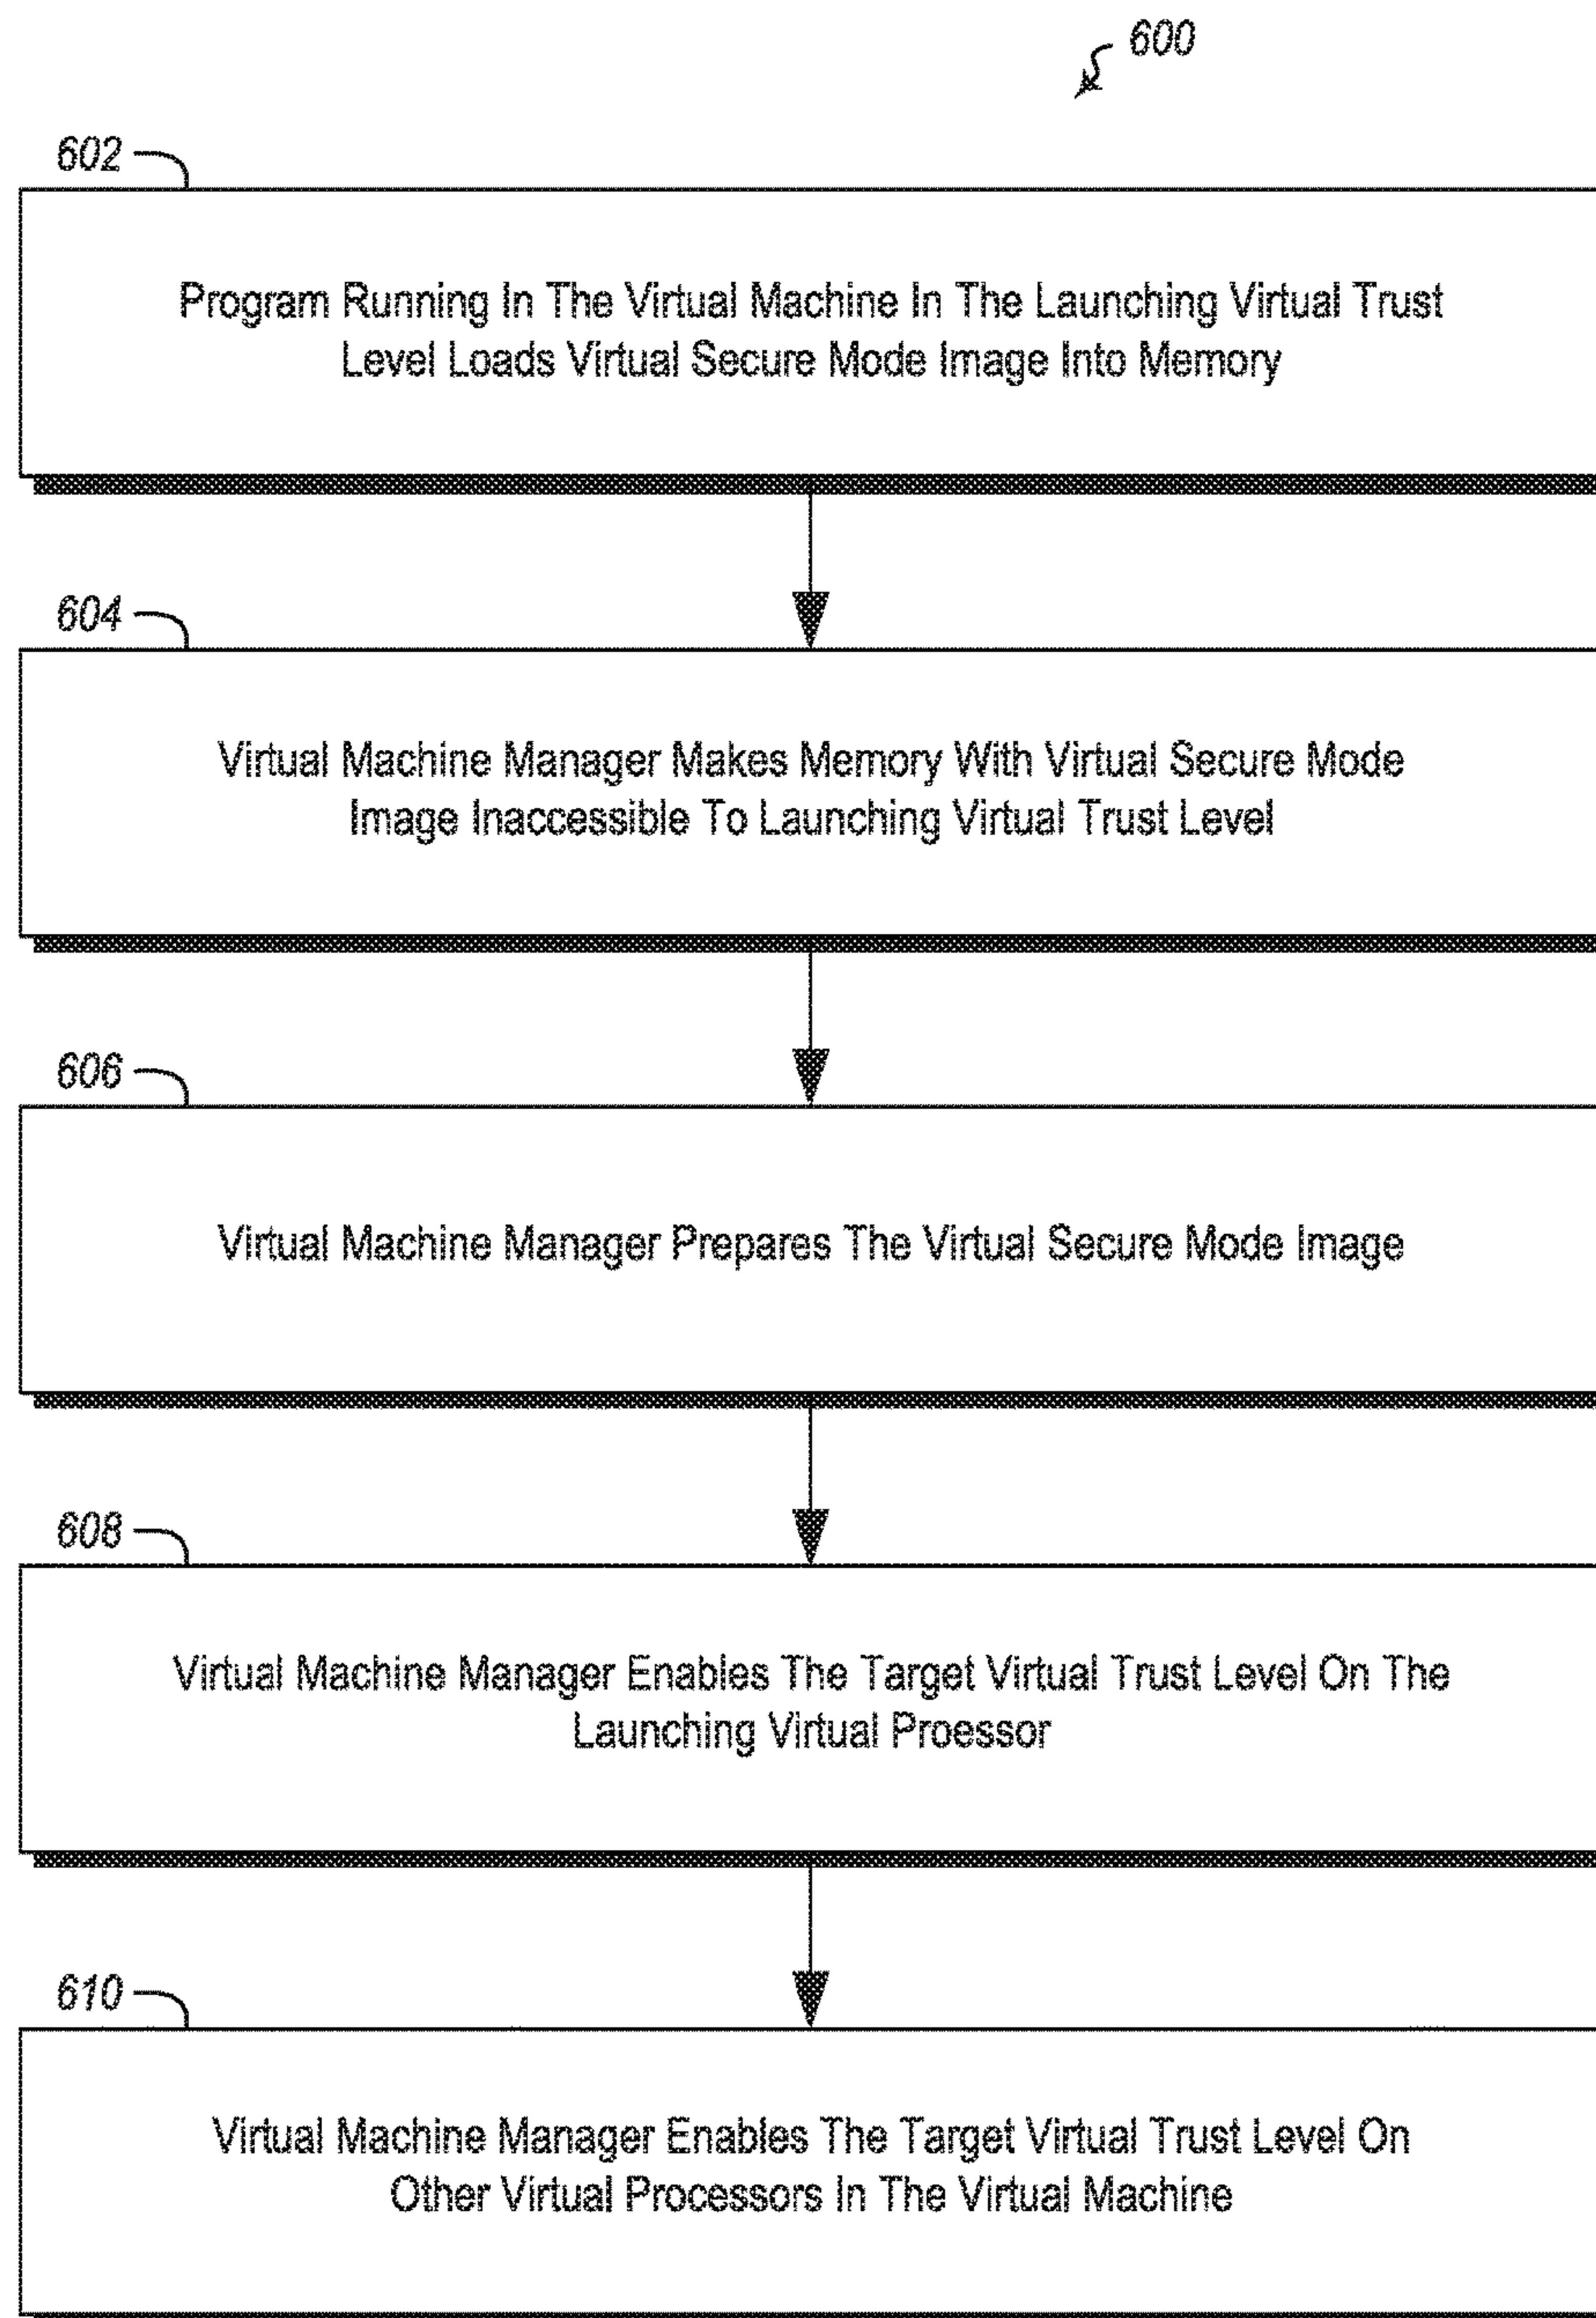 600
602
Program Running In The Virtual Machine In The Launching Virtual Trust
Level Loads Virtual Secure Mode Image Into Memory
604
Virtual Machine Manager Makes Memory With Virtual Secure Mode
Image Inaccessible To Launching Virtual Trust Level
606
Virtual Machine Manager Prepares The Virtual Secure Mode Image
608
Virtual Machine Manager Enables The Target Virtual Trust Level On The
Launching Virtual Proessor
610
Virtual Machine Manager Enables The Target Virtual Trust Level On
Other Virtual Processors In The Virtual Machine